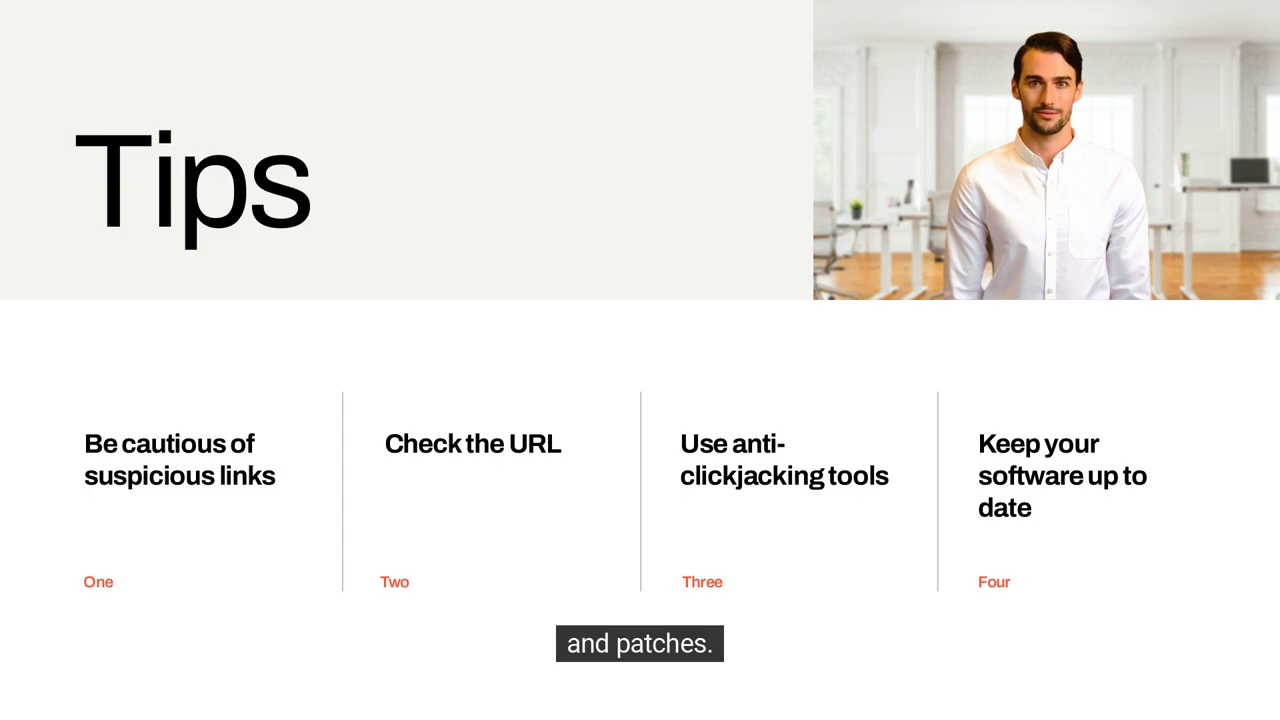 Tips
Be cautious of
suspicious links
One
Check the URL
Two
Use anti-
clickjacking tools
Three
Keep your
software up to
date
Four
and patches.